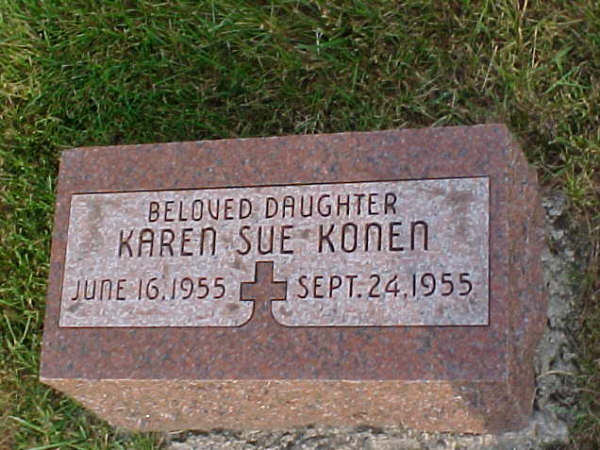 BELOVED DAUGHTER
KAREN SUE KONEN
JUNE 16, 1955 SEPT. 24, 1955